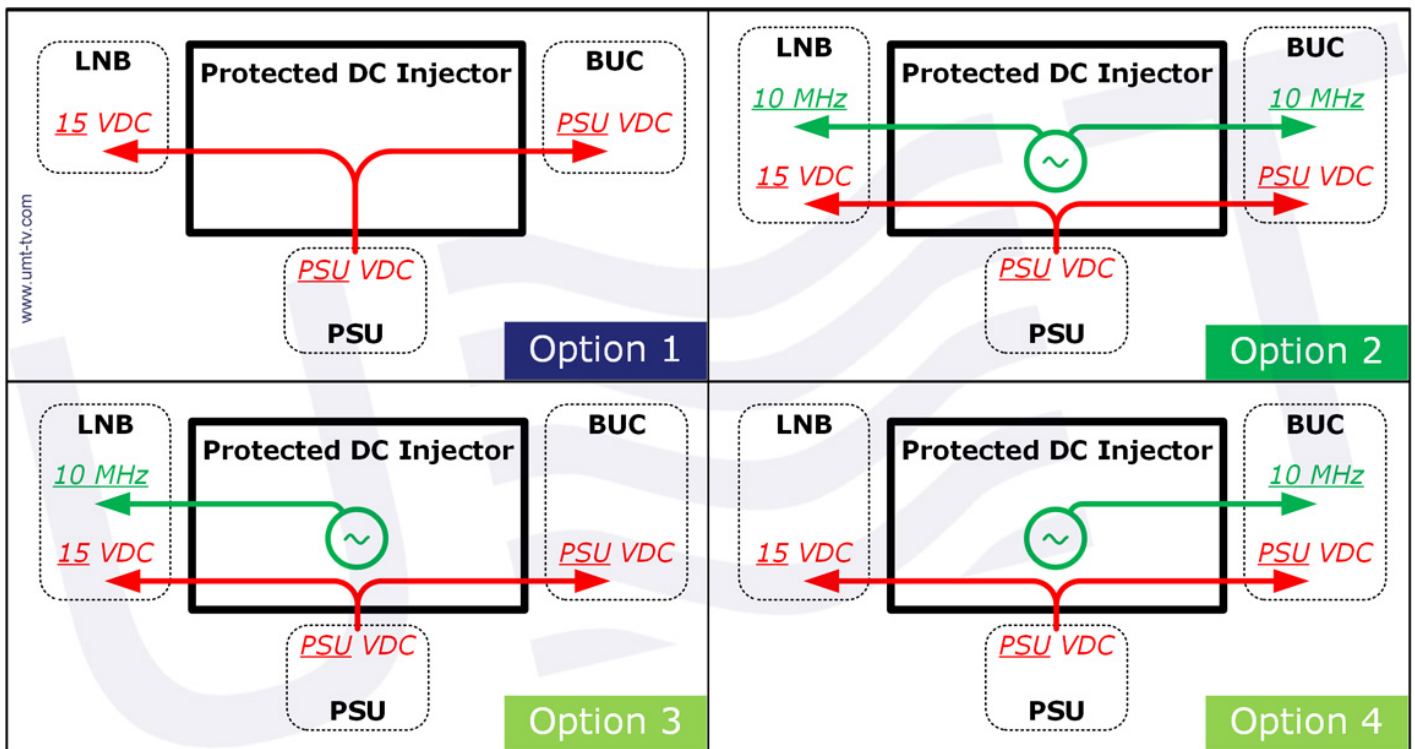 LNB
Protected DC Injector
BUC
15 VDC
PSU VDC
PSU VDC
PSU
Option 1
www.umt-tv.com
LNB
Protected DC Injector
BUC
10 MHz
10 MHz
~
15 VDC
PSU VDC
PSU VDC
PSU
Option 2
LNB
Protected DC Injector
BUC
10 MHz
~
15 VDC
PSU VDC
PSU VDC
PSU
Option 3
LNB
Protected DC Injector
BUC
10 MHz
~
15 VDC
PSU VDC
PSU VDC
PSU
Option 4